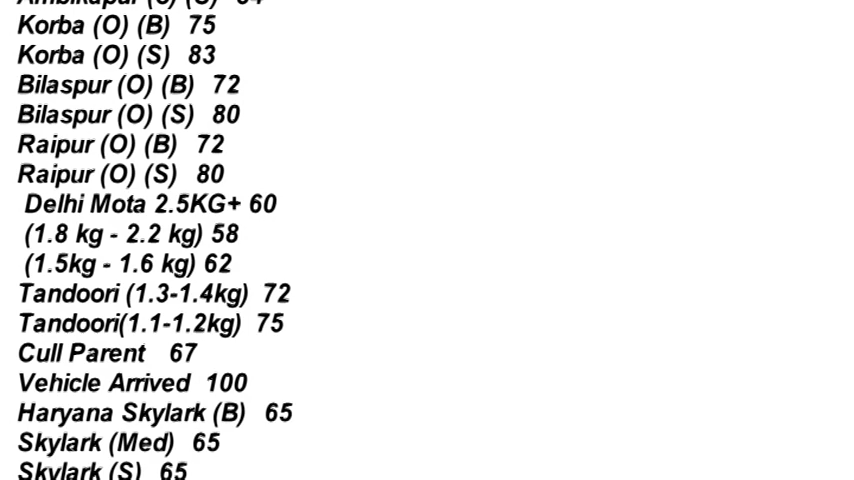 Ambikapur (O) (S) 84
Korba (O) (B) 75
Korba (O) (S) 83
Bilaspur (O) (B) 72
Bilaspur (O) (S) 80
Raipur (O) (B) 72
Raipur (O) (S) 80
Delhi Mota 2.5KG+ 60
(1.8 kg - 2.2 kg) 58
(1.5kg - 1.6 kg) 62
Tandoori (1.3-1.4kg) 72
Tandoori(1.1-1.2kg) 75
Cull Parent 67
Vehicle Arrived 100
Haryana Skylark (B) 65
Skylark (Med) 65
Skylark (S) 65